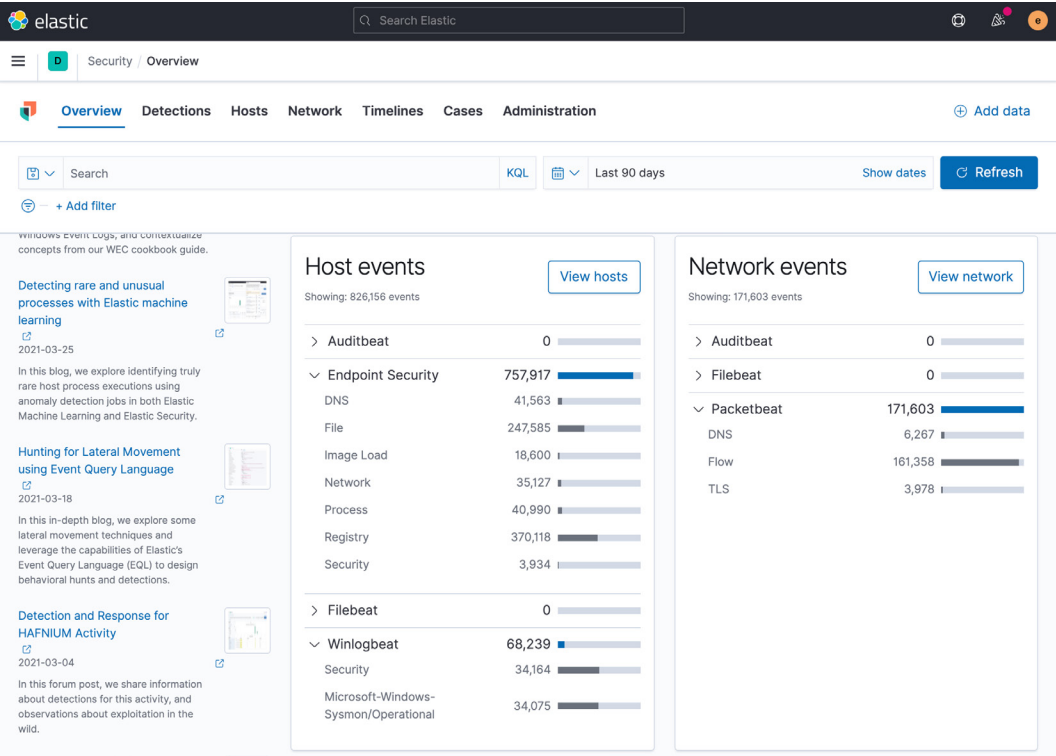 elastic
Search Elastic
e
D
Security / Overview
Overview Detections Hosts Network Timelines Cases Administration
Add data
Search
KQL
Last 90 days
Show dates
Refresh
+ Add filter
Windows Event Logs, and contextualize
concepts from our WEC cookbook guide.
Detecting rare and unusual
processes with Elastic machine
learning
2021-03-25
In this blog, we explore identifying truly
rare host process executions using
anomaly detection jobs in both Elastic
Machine Learning and Elastic Security.
Hunting for Lateral Movement
using Event Query Language
2021-03-18
In this in-depth blog, we explore some
lateral movement techniques and
leverage the capabilities of Elastic's
Event Query Language (EQL) to design
behavioral hunts and detections.
Detection and Response for
HAFNIUM Activity
2021-03-04
In this forum post, we share information
about detections for this activity, and
observations about exploitation in the
wild.
Host events
Showing: 826,156 events
View hosts
Auditbeat 0
Endpoint Security 757,917
DNS 41,563
File 247,585
Image Load 18,600
Network 35,127
Process 40,990
Registry 370,118
Security 3,934
Filebeat 0
Winlogbeat 68,239
Security 34,164
Microsoft-Windows-
Sysmon/Operational 34,075
Network events
Showing: 171,603 events
View network
Auditbeat 0
Filebeat 0
Packetbeat 171,603
DNS 6,267
Flow 161,358
TLS 3,978